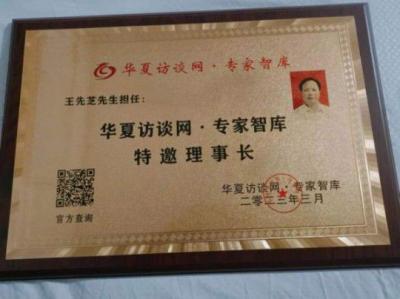 华夏访谈网·专家智库
王先芝先生担任:
华夏访谈网·专家智库
特邀理事长
华夏访谈网·专家智库
二零二三年三月
官方查询